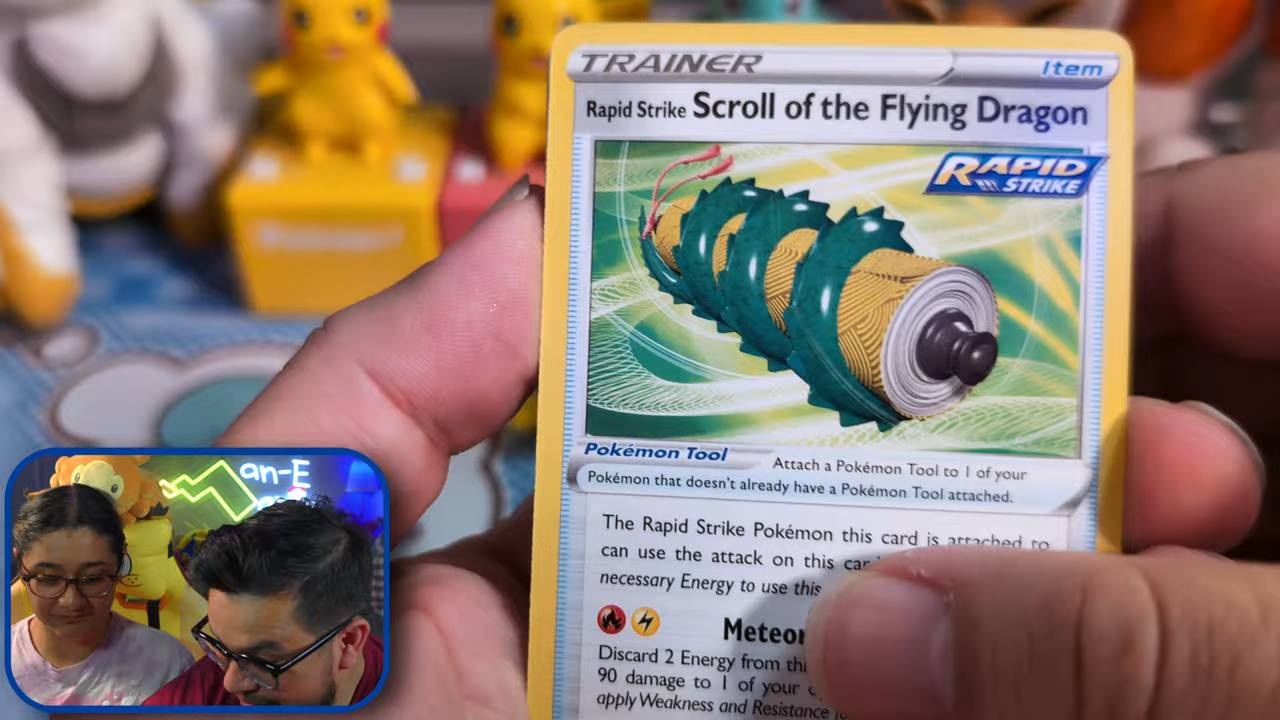 TRAINER
Item
Rapid Strike Scroll of the Flying Dragon
RAPID
STRIKE
Pokémon Tool
Attach a Pokémon Tool to 1 of your
Pokémon that doesn't already have a Pokémon Tool attached.
The Rapid Strike Pokémon this card is attached to
can use the attack on this
necessary Energy to use this
Meteor
Discard 2 Energy from
90 damage to 1 of your
apply Weakness and Resistance
an-E